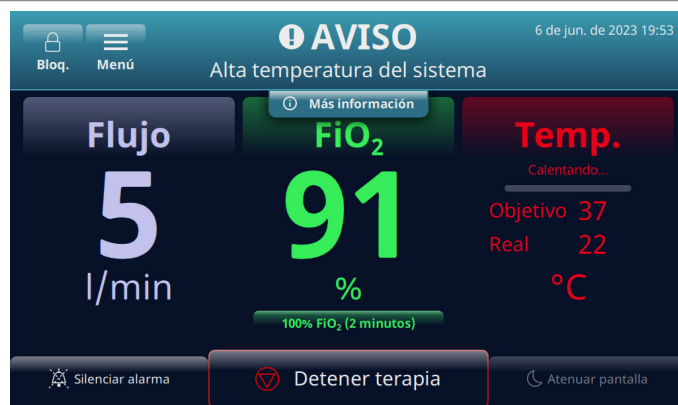 AVISO
6 de jun. de 2023 19:53
Bloq.
Menú
Alta temperatura del sistema
Más información
Flujo
FiO₂
Temp.
5
l/min
91
%
100% FiO₂ (2 minutos)
Calentando...
Objetivo 37
Real 22
°C
Silenciar alarma
Detener terapia
Atenuar pantalla